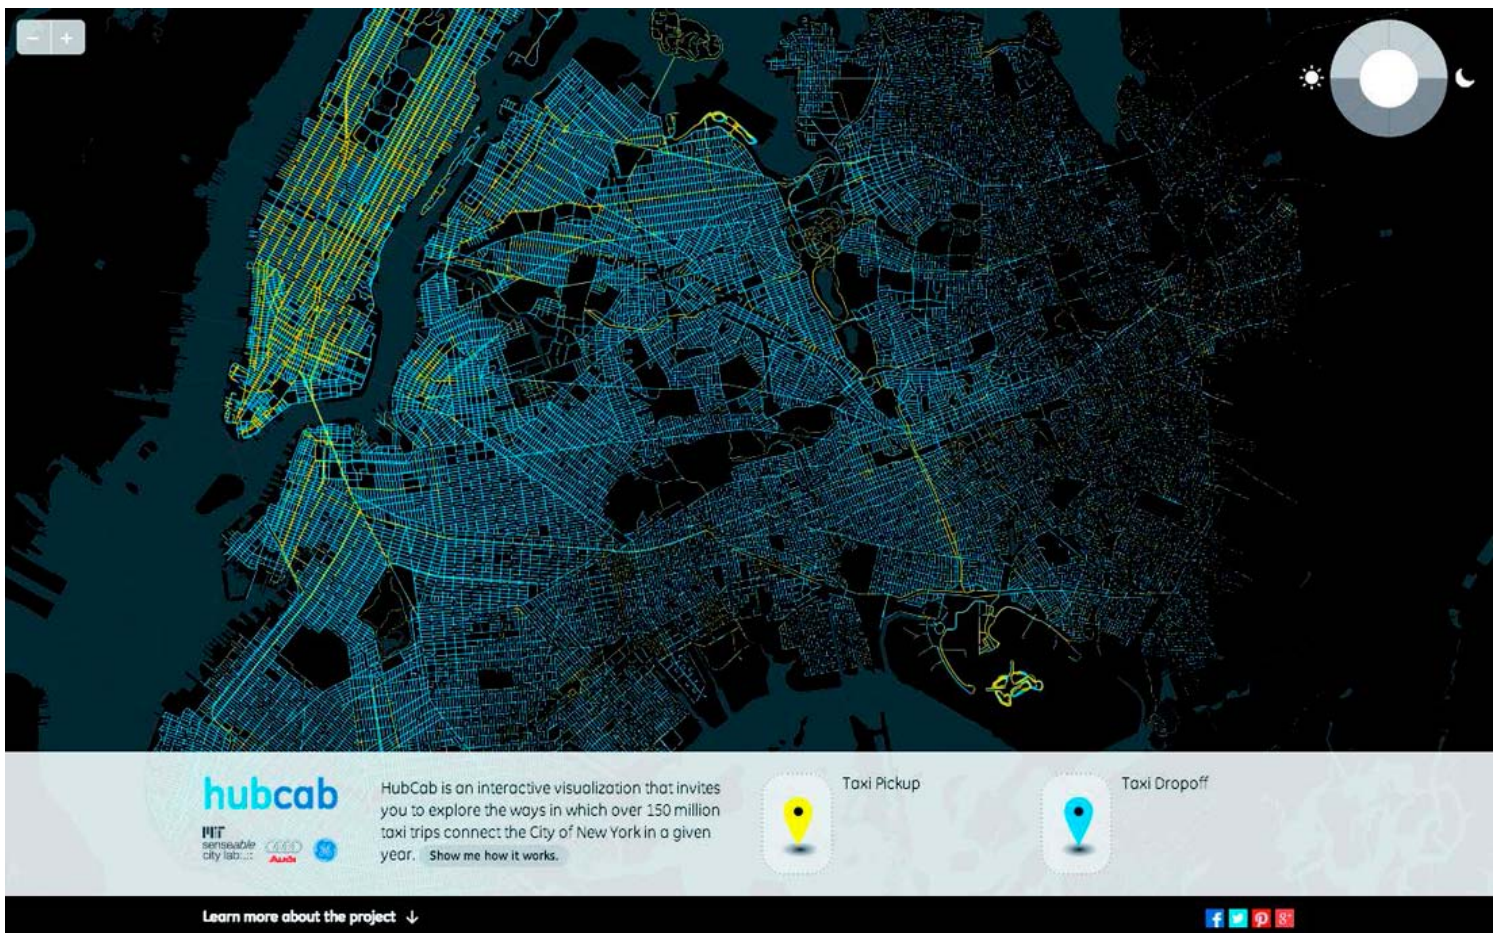 − +
hubcab
HubCab is an interactive visualization that invites
you to explore the ways in which over 150 million
taxi trips connect the City of New York in a given
year. Show me how it works.
MIT
senseable
city lab:.::
Audi
Taxi Pickup
Taxi Dropoff
Learn more about the project ↓